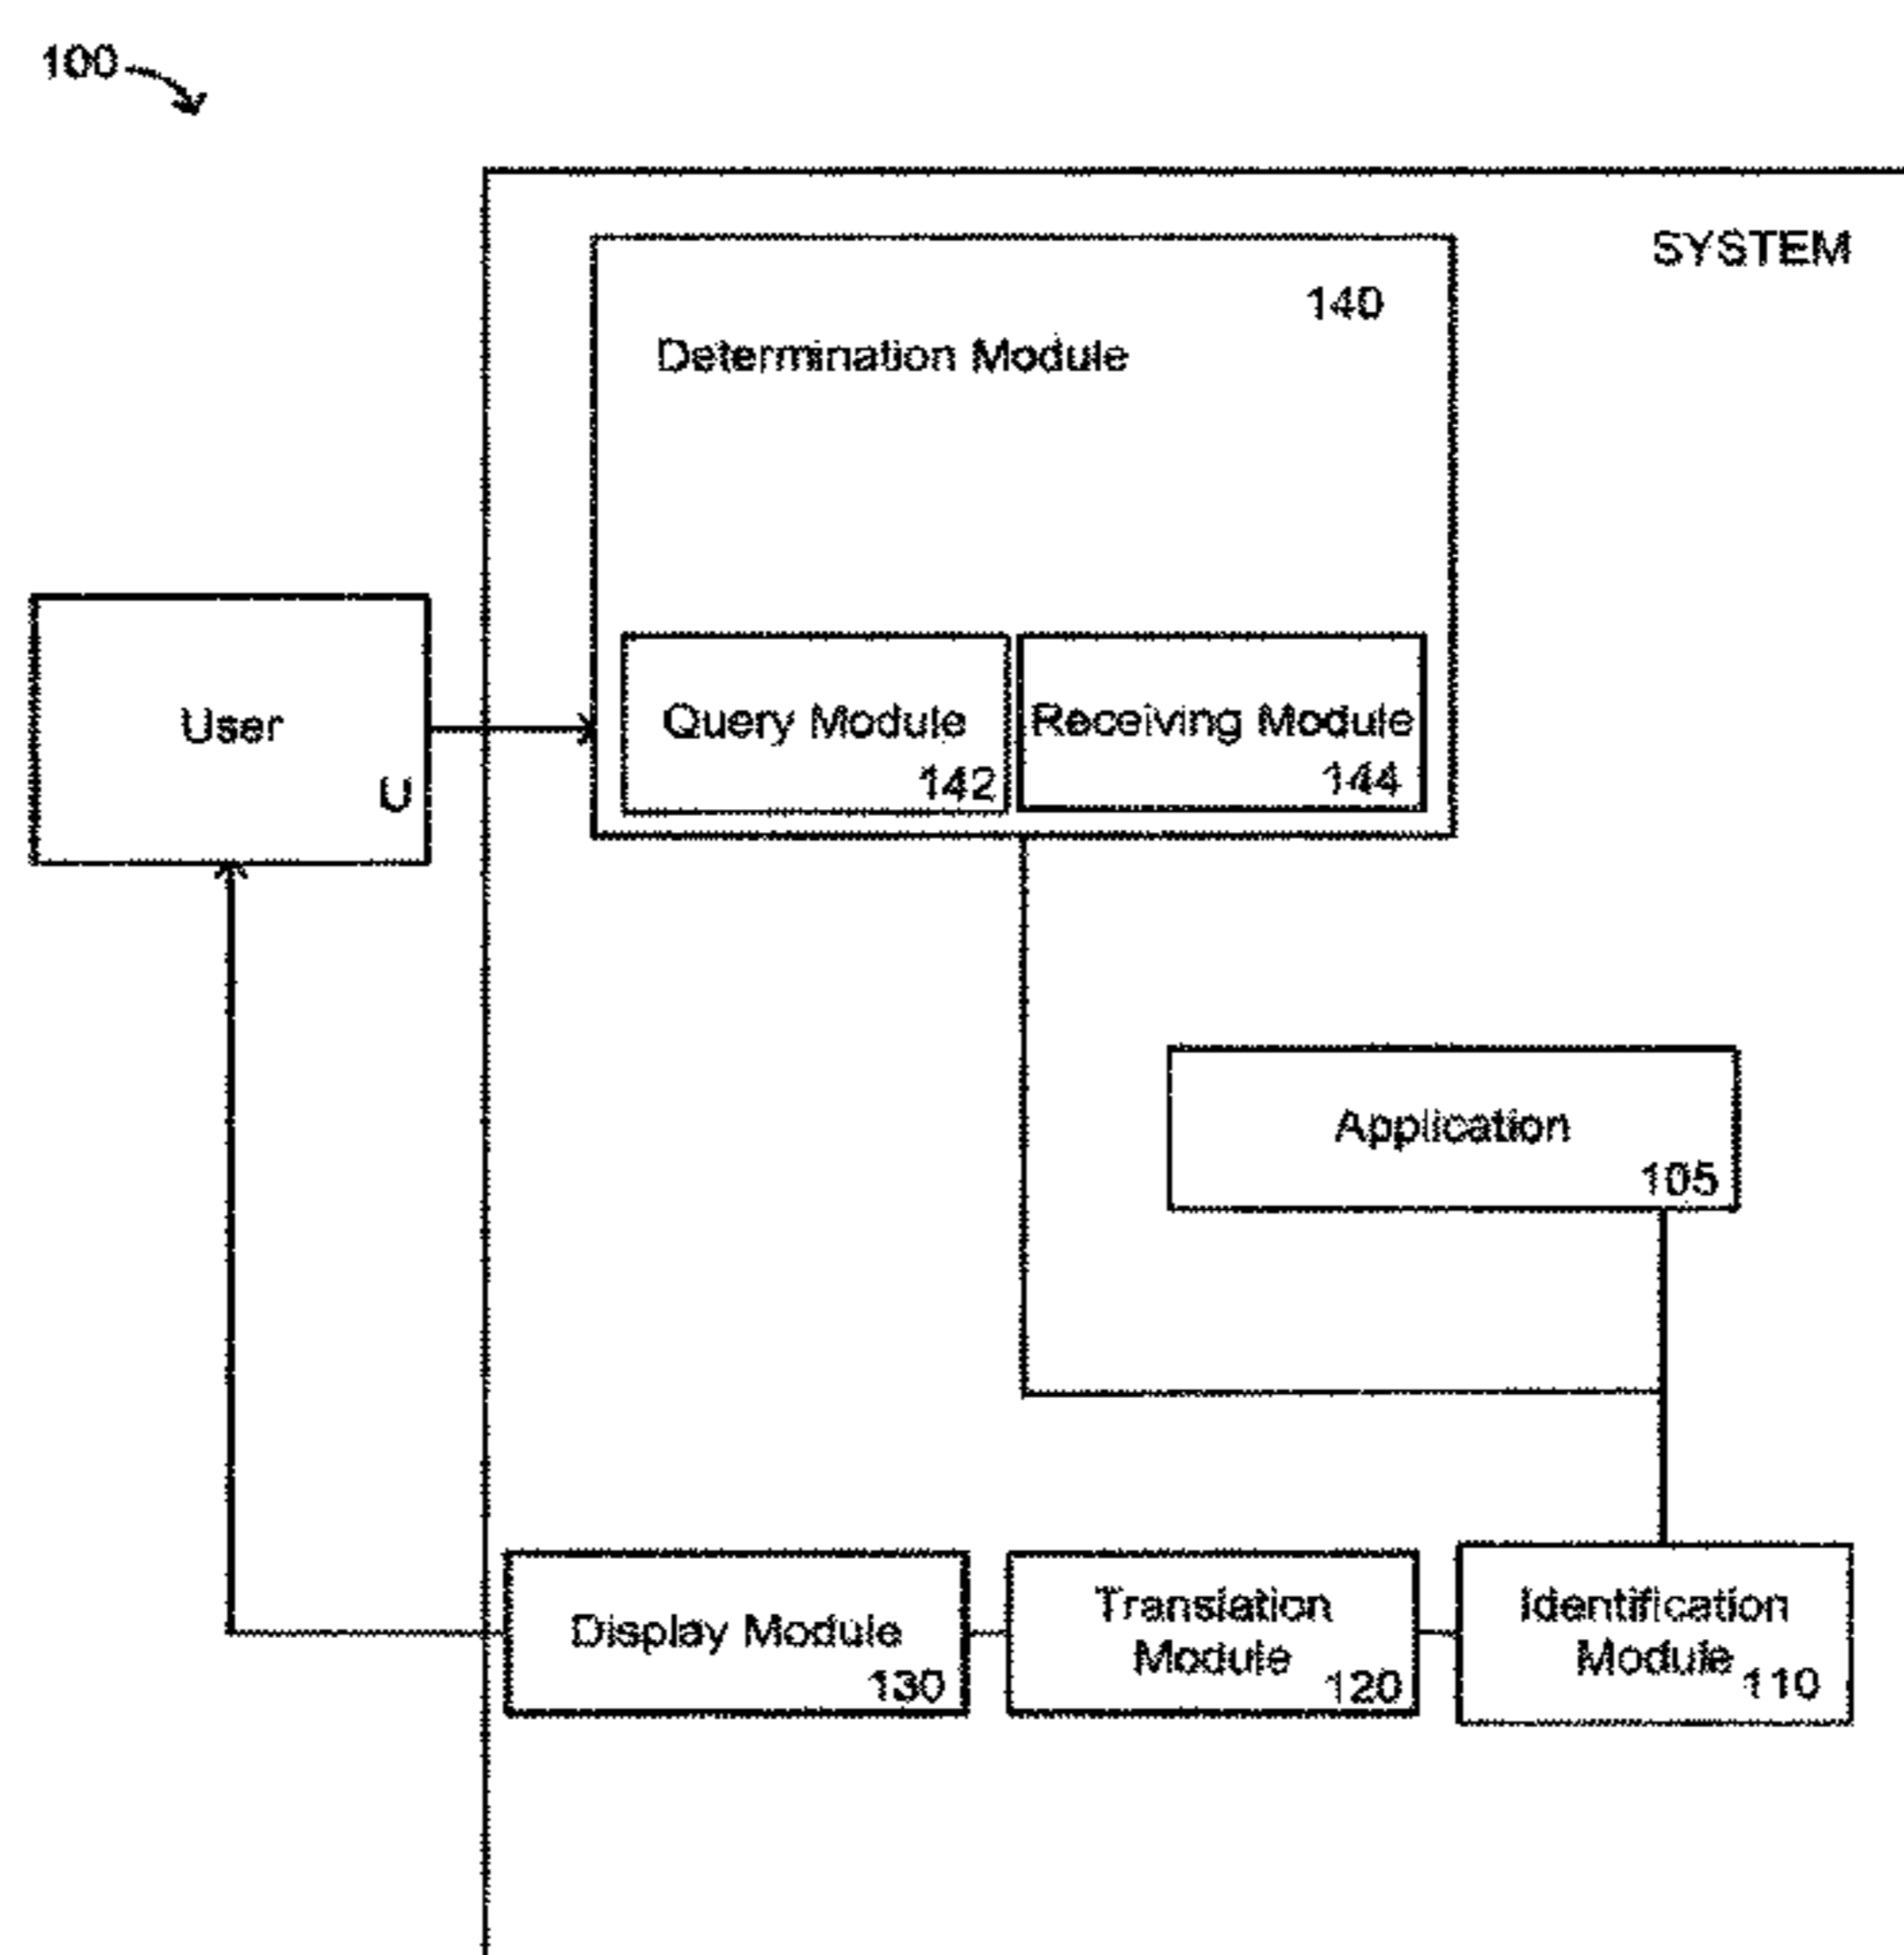 100
SYSTEM
140
Determination Module
User
U
Query Module
142
Receiving Module
144
Application
105
Display Module
130
Translation
Module
120
Identification
Module
110